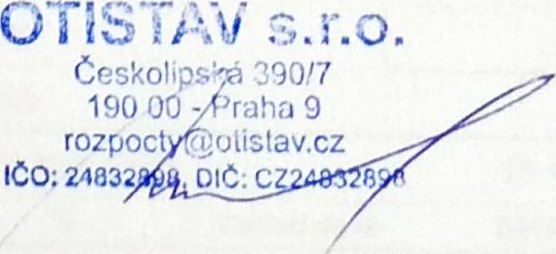 OTISTAV s.r.o.
Českolipská 390/7
190 00 - Praha 9
rozpocty@otistav.cz
IČO: 24832898, DIČ: CZ24832898